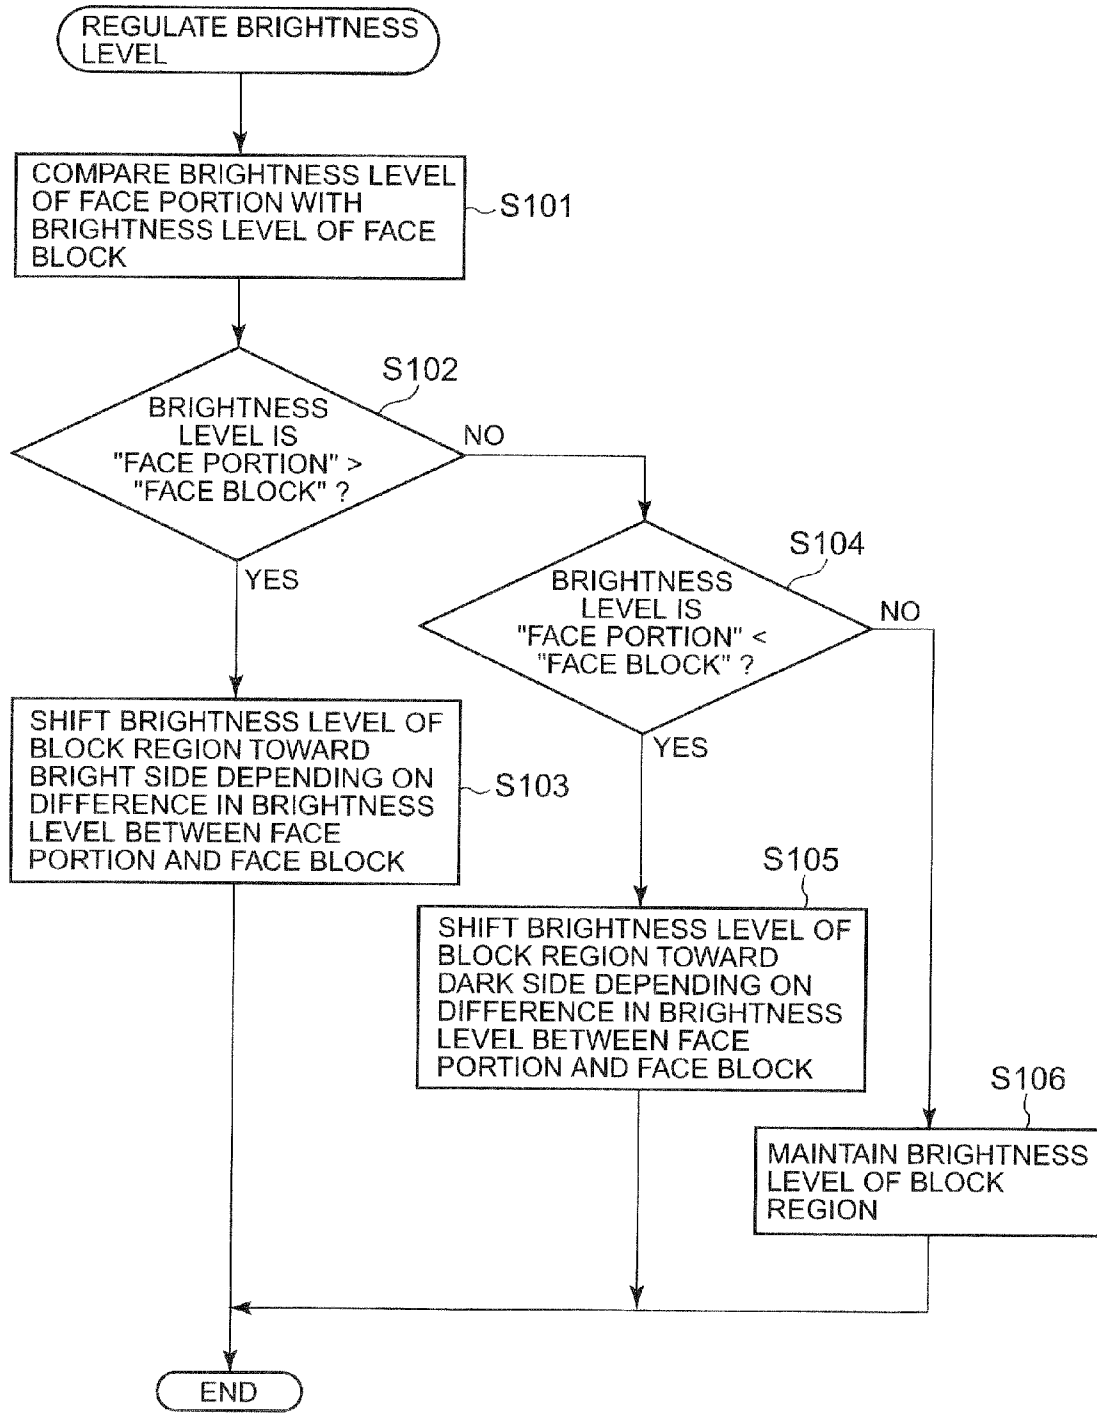 REGULATE BRIGHTNESS
LEVEL
COMPARE BRIGHTNESS LEVEL
OF FACE PORTION WITH
BRIGHTNESS LEVEL OF FACE
BLOCK
S101
S102
BRIGHTNESS
LEVEL IS
"FACE PORTION" >
"FACE BLOCK" ?
NO
YES
S104
BRIGHTNESS
LEVEL IS
"FACE PORTION" <
"FACE BLOCK" ?
NO
YES
SHIFT BRIGHTNESS LEVEL OF
BLOCK REGION TOWARD
BRIGHT SIDE DEPENDING ON
DIFFERENCE IN BRIGHTNESS
LEVEL BETWEEN FACE
PORTION AND FACE BLOCK
S103
S105
SHIFT BRIGHTNESS LEVEL OF
BLOCK REGION TOWARD
DARK SIDE DEPENDING ON
DIFFERENCE IN BRIGHTNESS
LEVEL BETWEEN FACE
PORTION AND FACE BLOCK
S106
MAINTAIN BRIGHTNESS
LEVEL OF BLOCK
REGION
END